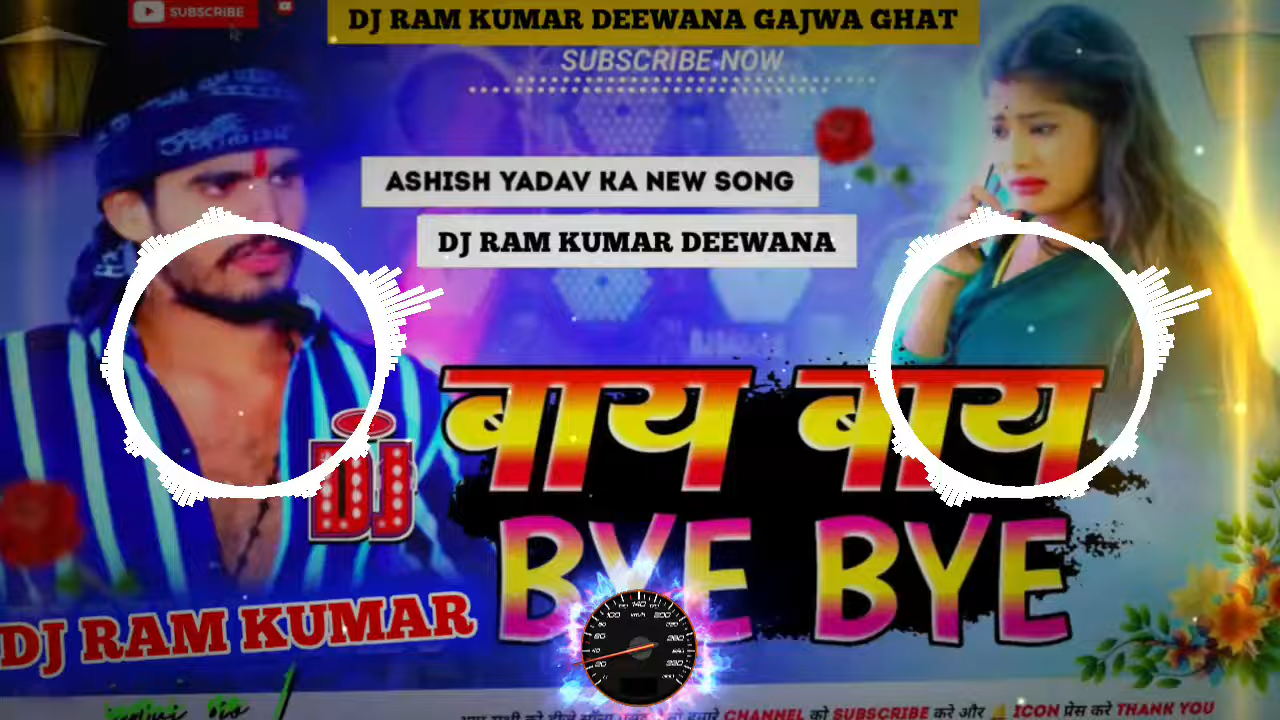 SUBSCRIBE
DJ RAM KUMAR DEEWANA GAJWA GHAT
SUBSCRIBE NOW
ASHISH YADAV KA NEW SONG
DJ RAM KUMAR DEEWANA
बाय बाय
DJ
BYE BYE
DJ RAM KUMAR
CHANNEL को SUBSCRIBE करे और 🔔 ICON प्रेस करे THANK YOU